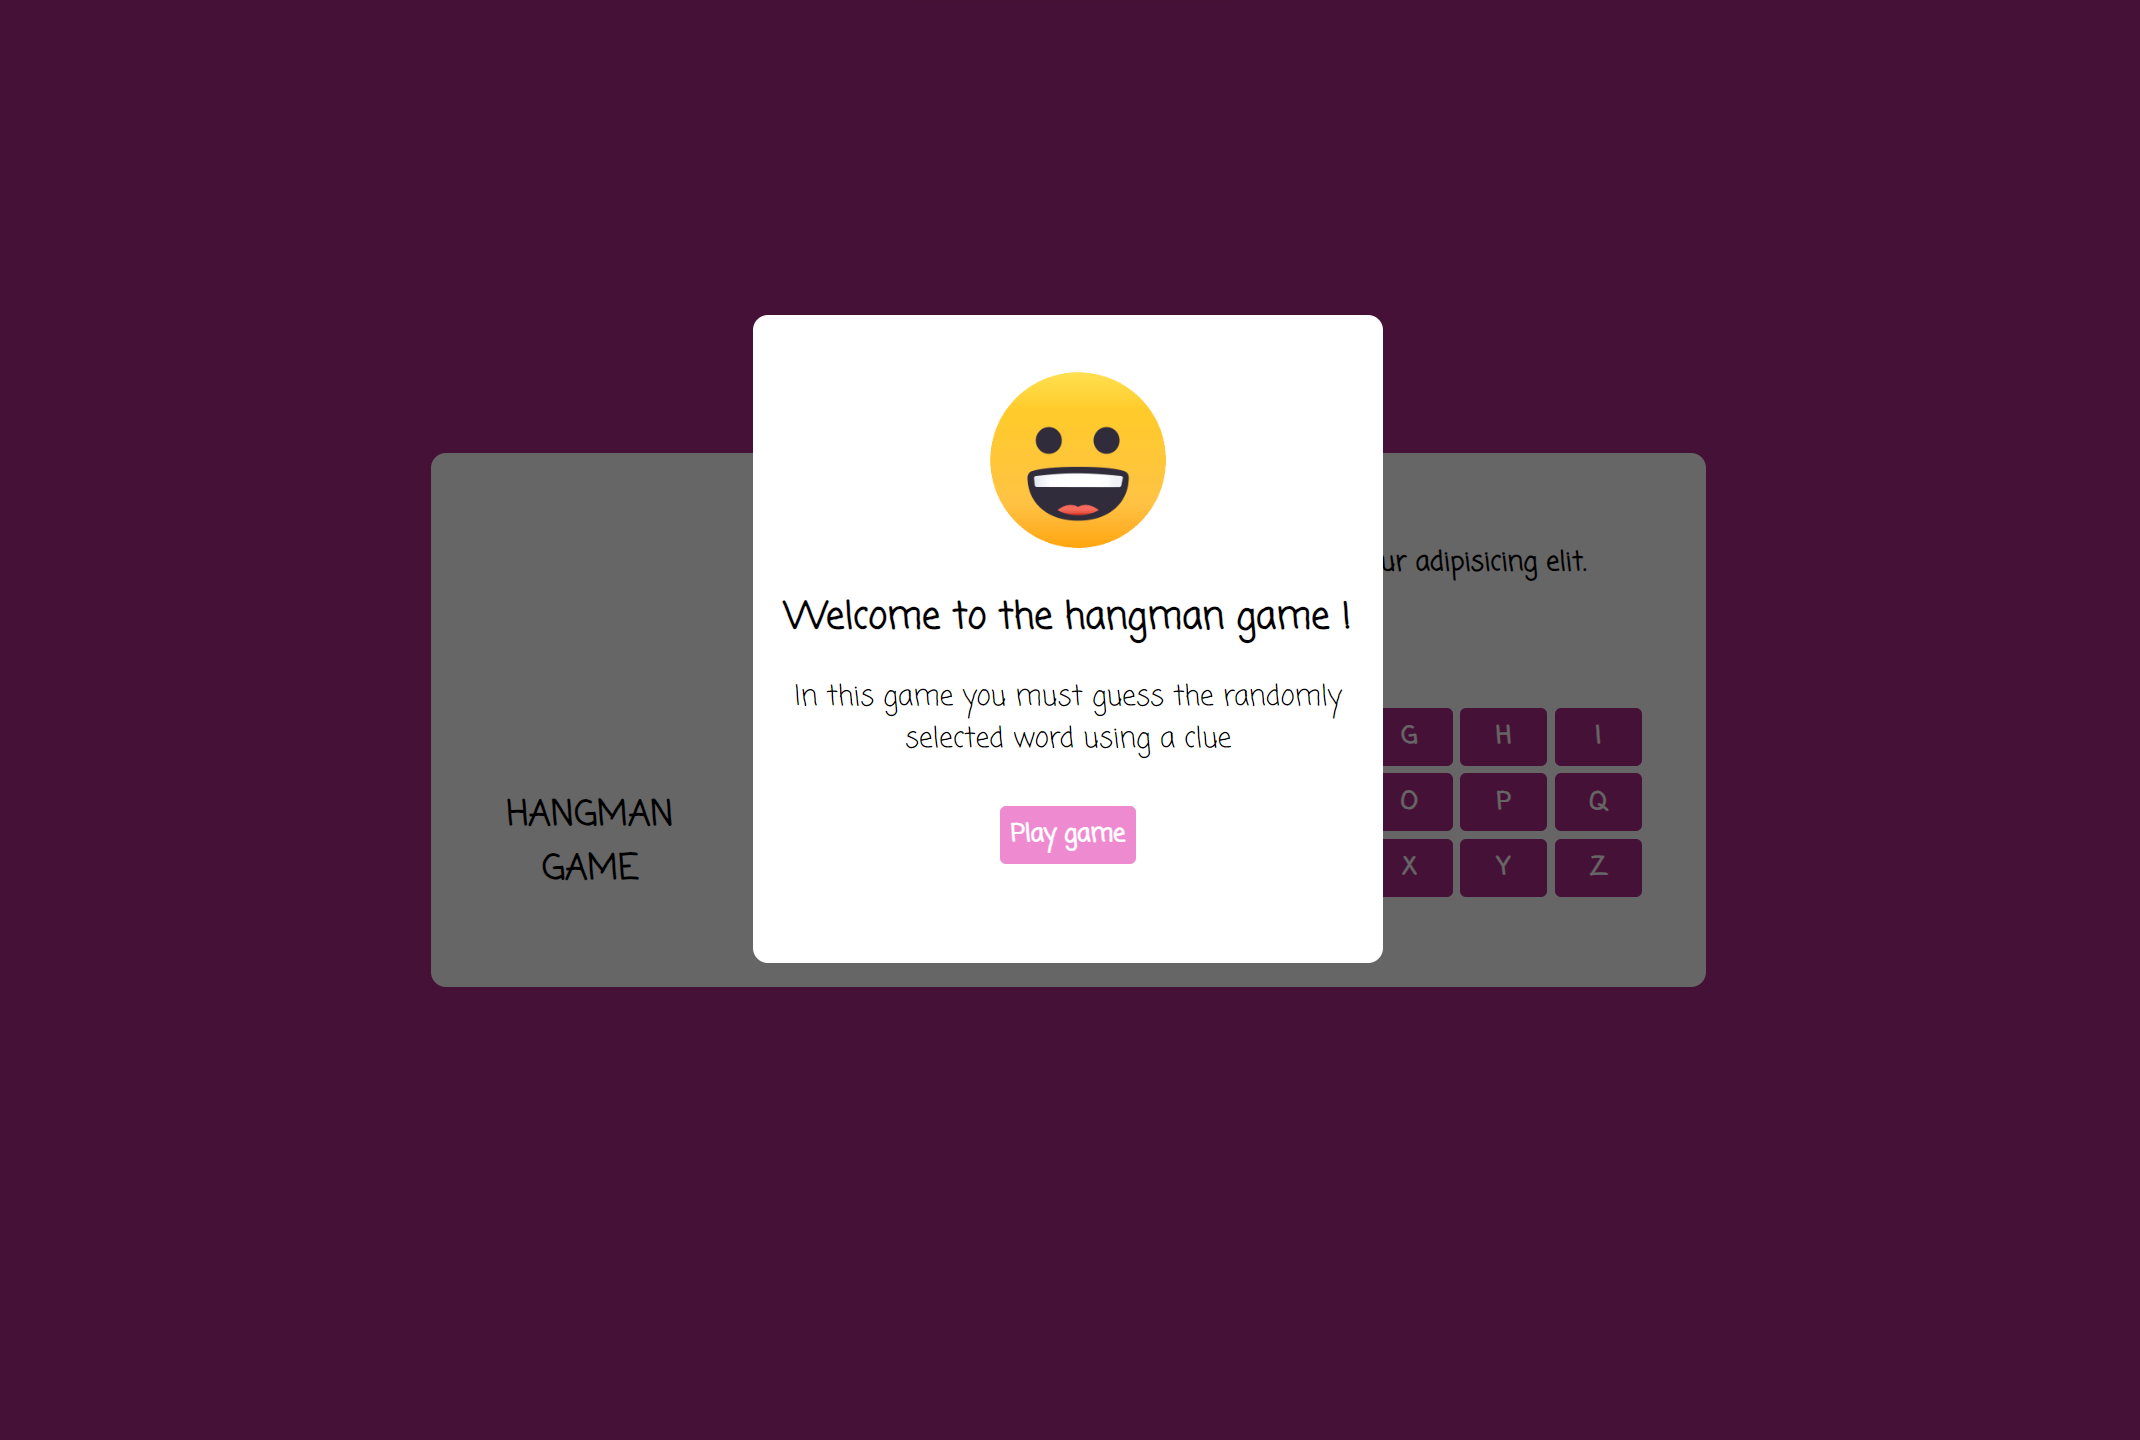 Welcome to the hangman game !
In this game you must guess the randomly
selected word using a clue
Play game
HANGMAN
GAME
adipisicing elit.
G H I
O P Q
X Y Z